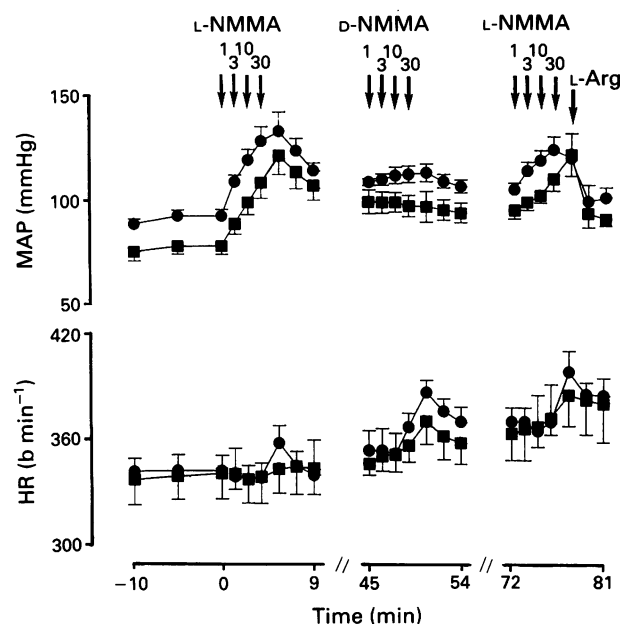 L-NMMA D-NMMA L-NMMA
1 3 10 30 1 3 10 30 1 3 10 30 L-Arg
150
100
50
MAP (mmHg)
420
360
300
HR (b min⁻¹)
−10 0 9 // 45 54 // 72 81
Time (min)